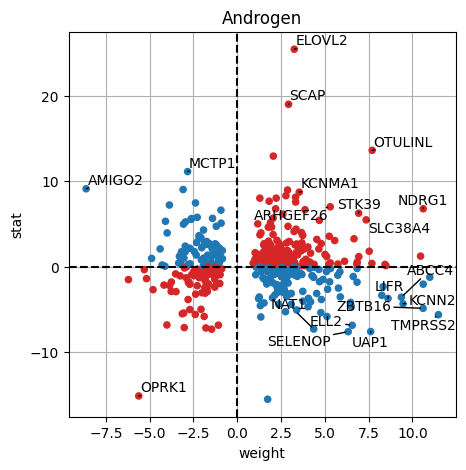 Androgen
ELOVL2
SCAP
OTULINL
MCTP1
AMIGO2
KCNMA1
STK39
NDRG1
ARHGEF26
SLC38A4
ABCC4
LIFR
NAT1
ZBTB16
KCNN2
ELL2
TMPRSS2
SELENOP
UAP1
OPRK1
20
10
0
−10
stat
−7.5
−5.0
−2.5
0.0
2.5
5.0
7.5
10.0
weight